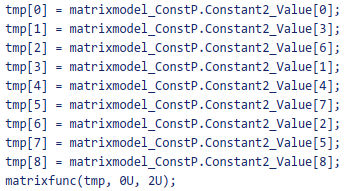 tmp[0] = matrixmodel_ConstP.Constant2_Value[0];
tmp[1] = matrixmodel_ConstP.Constant2_Value[3];
tmp[2] = matrixmodel_ConstP.Constant2_Value[6];
tmp[3] = matrixmodel_ConstP.Constant2_Value[1];
tmp[4] = matrixmodel_ConstP.Constant2_Value[4];
tmp[5] = matrixmodel_ConstP.Constant2_Value[7];
tmp[6] = matrixmodel_ConstP.Constant2_Value[2];
tmp[7] = matrixmodel_ConstP.Constant2_Value[5];
tmp[8] = matrixmodel_ConstP.Constant2_Value[8];
matrixfunc(tmp, 0U, 2U);